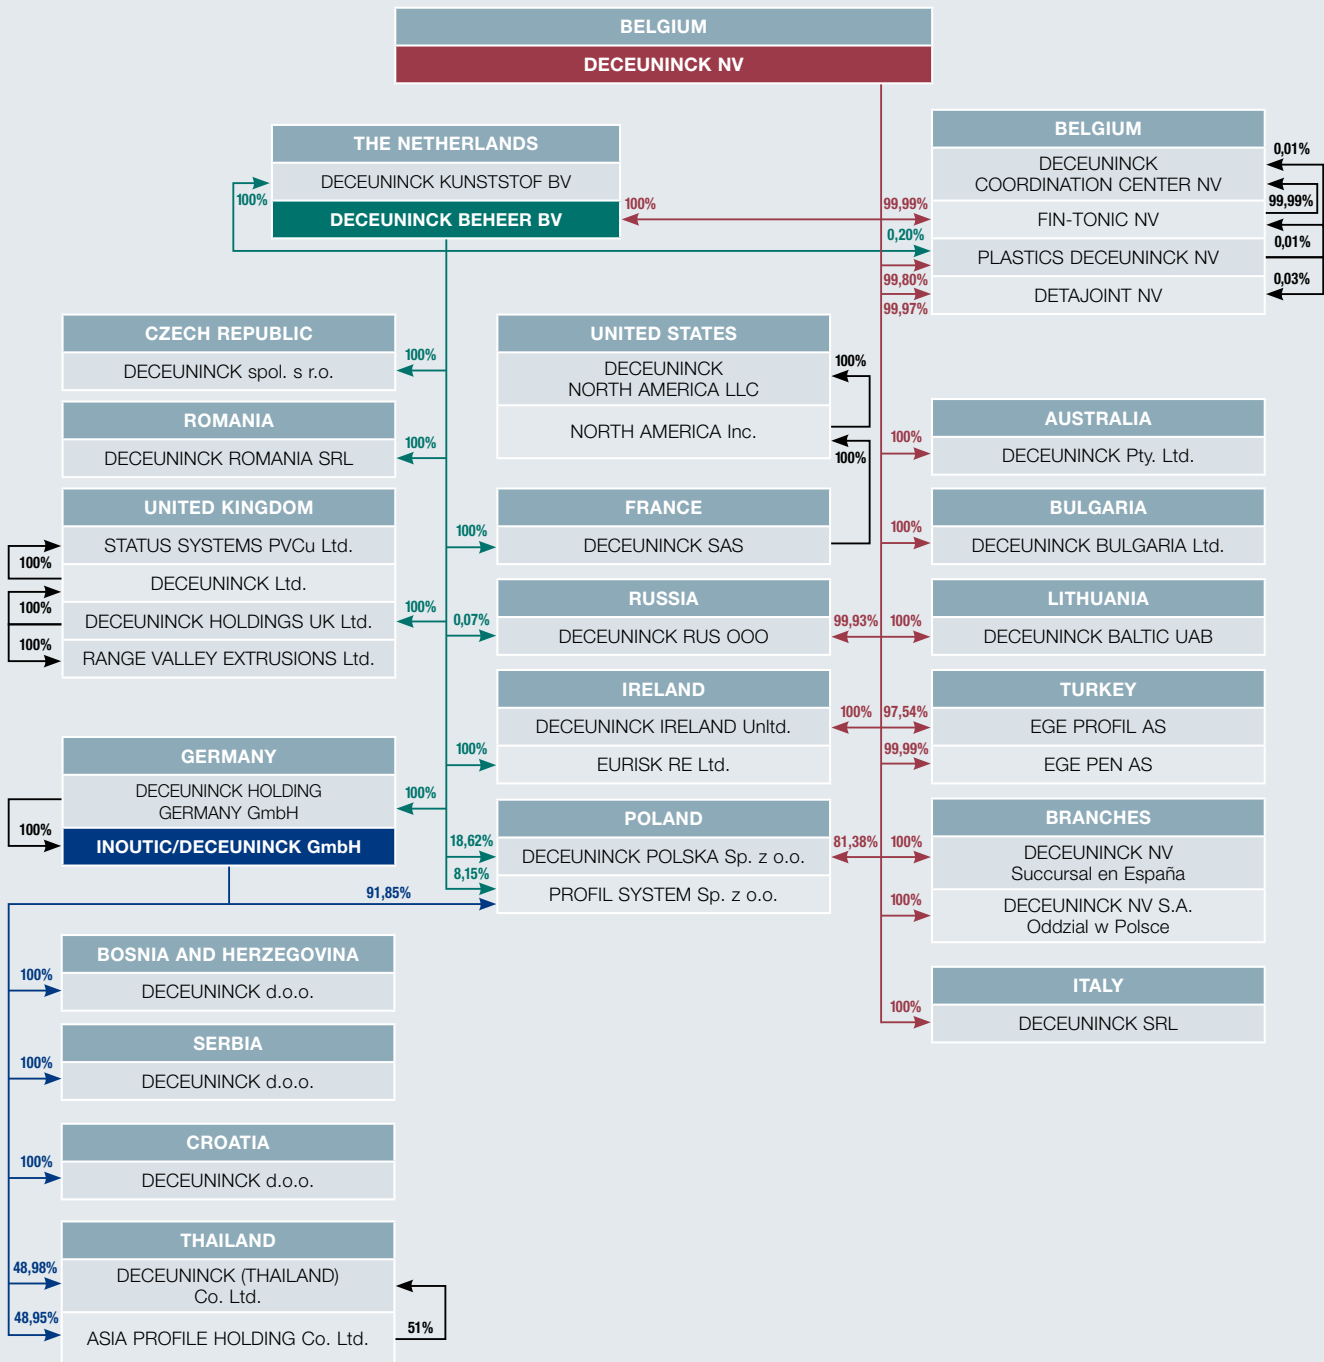 BELGIUM
DECEUNINCK NV
THE NETHERLANDS
DECEUNINCK KUNSTSTOF BV
DECEUNINCK BEHEER BV
100%
100%
99,99%
0,20%
99,80%
99,97%
BELGIUM
DECEUNINCK
COORDINATION CENTER NV
FIN-TONIC NV
PLASTICS DECEUNINCK NV
DETAJOINT NV
0,01%
99,99%
0,01%
0,03%
CZECH REPUBLIC
DECEUNINCK spol. s r.o.
100%
ROMANIA
DECEUNINCK ROMANIA SRL
100%
UNITED KINGDOM
STATUS SYSTEMS PVCu Ltd.
DECEUNINCK Ltd.
DECEUNINCK HOLDINGS UK Ltd.
RANGE VALLEY EXTRUSIONS Ltd.
100%
100%
100%
100%
GERMANY
DECEUNINCK HOLDING
GERMANY GmbH
INOUTIC/DECEUNINCK GmbH
100%
100%
91,85%
UNITED STATES
DECEUNINCK
NORTH AMERICA LLC
NORTH AMERICA Inc.
100%
100%
FRANCE
DECEUNINCK SAS
100%
RUSSIA
DECEUNINCK RUS OOO
0,07%
99,93%
IRELAND
DECEUNINCK IRELAND Unltd.
EURISK RE Ltd.
100%
100%
POLAND
DECEUNINCK POLSKA Sp. z o.o.
PROFIL SYSTEM Sp. z o.o.
18,62%
8,15%
81,38%
AUSTRALIA
DECEUNINCK Pty. Ltd.
100%
BULGARIA
DECEUNINCK BULGARIA Ltd.
100%
LITHUANIA
DECEUNINCK BALTIC UAB
100%
TURKEY
EGE PROFIL AS
EGE PEN AS
97,54%
99,99%
BRANCHES
DECEUNINCK NV
Succursal en España
DECEUNINCK NV S.A.
Oddzial w Polsce
100%
100%
ITALY
DECEUNINCK SRL
100%
BOSNIA AND HERZEGOVINA
DECEUNINCK d.o.o.
100%
SERBIA
DECEUNINCK d.o.o.
100%
CROATIA
DECEUNINCK d.o.o.
100%
THAILAND
DECEUNINCK (THAILAND)
Co. Ltd.
ASIA PROFILE HOLDING Co. Ltd.
48,98%
48,95%
51%